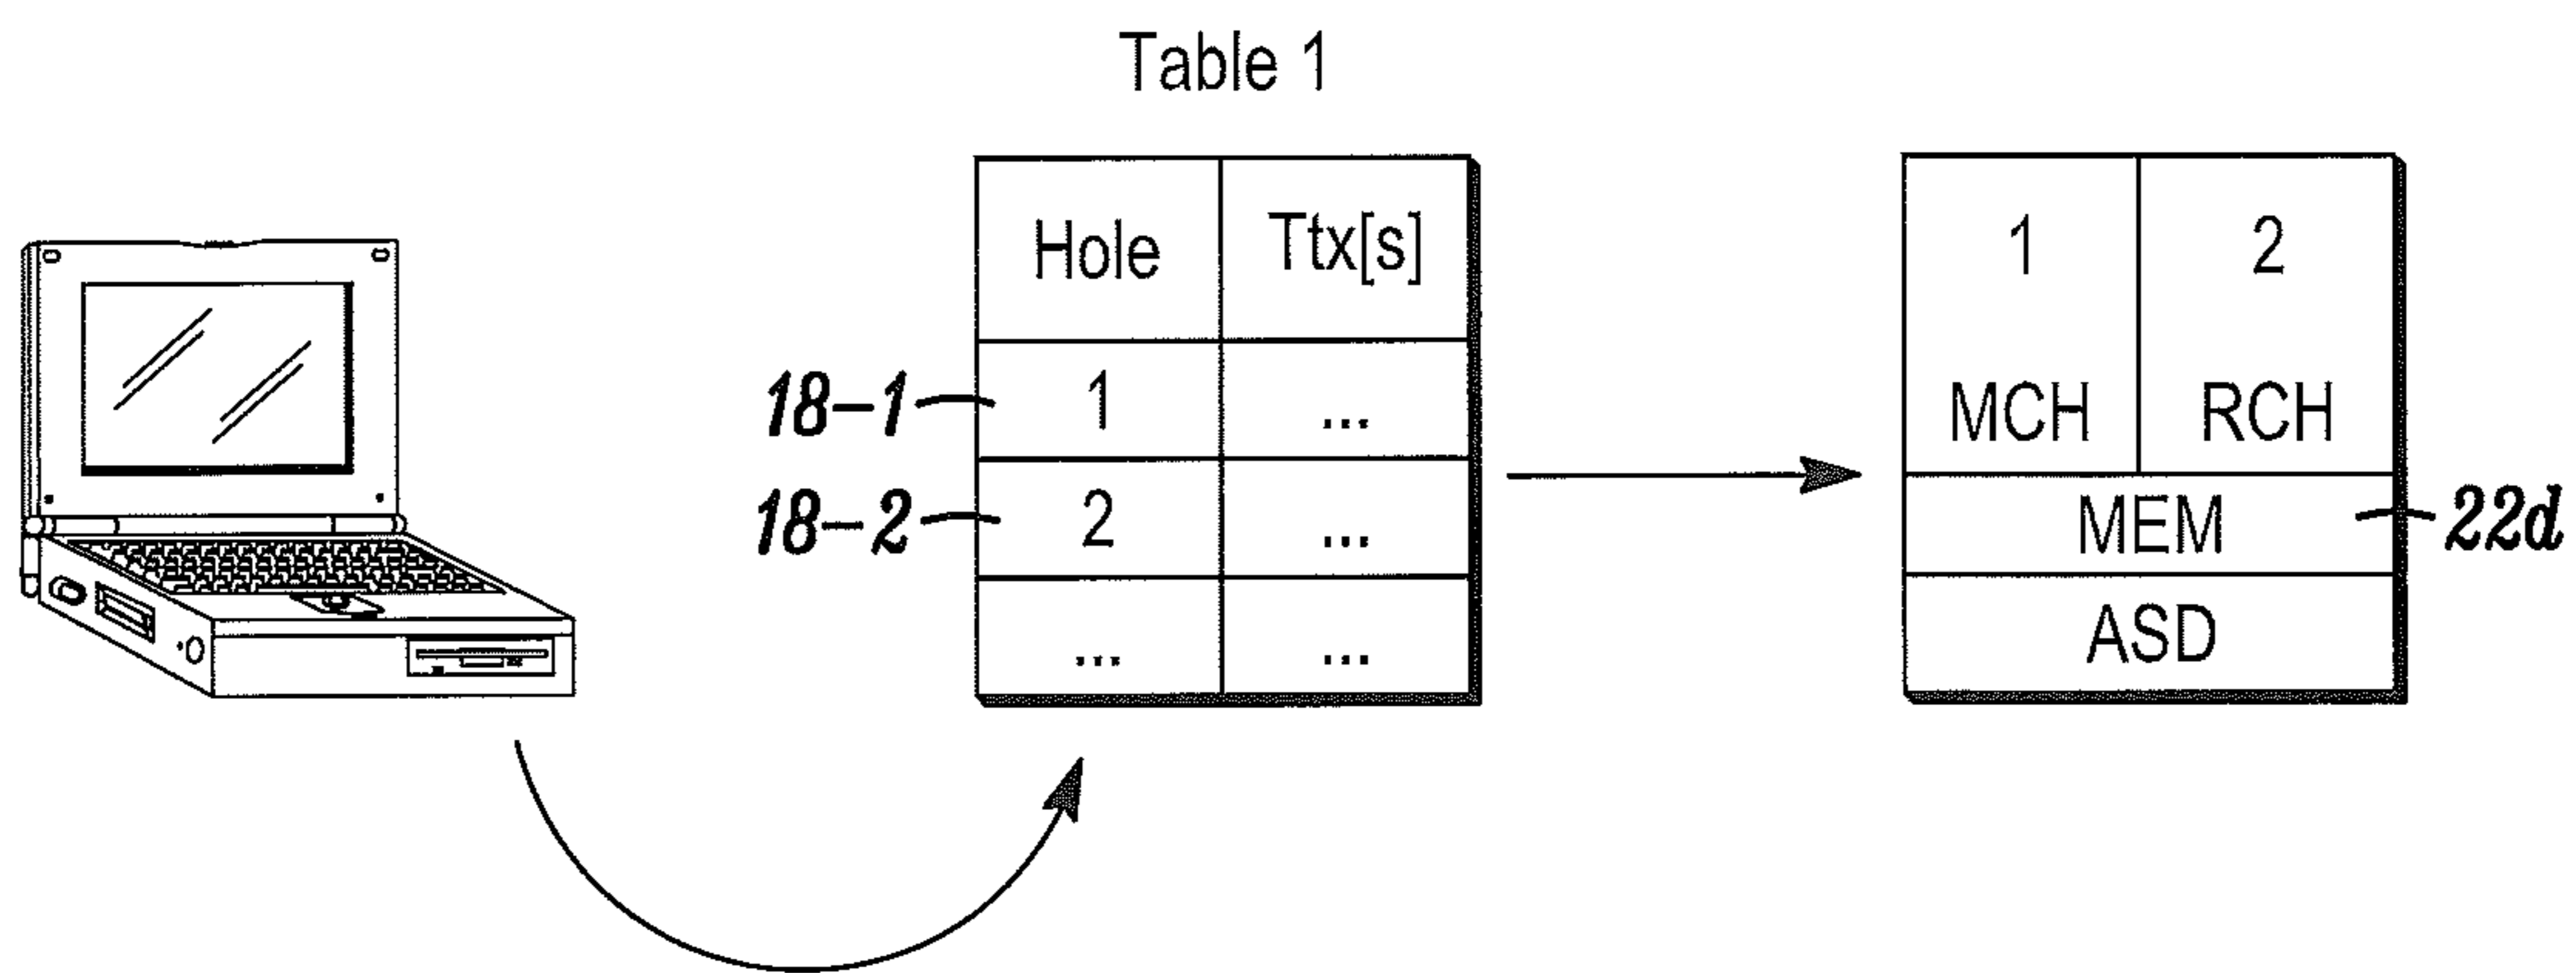 Table 1
Hole Ttx[s]
18-1 1 ...
18-2 2 ...
... ...
1 2
MCH RCH
MEM 22d
ASD